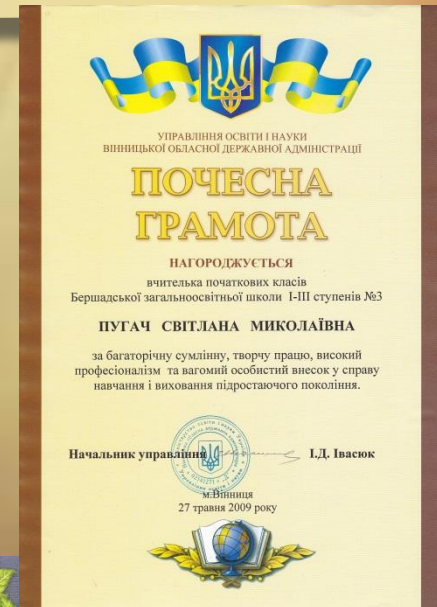 УПРАВЛІННЯ ОСВІТИ І НАУКИ
ВІННИЦЬКОЇ ОБЛАСНОЇ ДЕРЖАВНОЇ АДМІНІСТРАЦІЇ
ПОЧЕСНА
ГРАМОТА
НАГОРОДЖУЄТЬСЯ
вчителька початкових класів
Бершадської загальноосвітньої школи І-ІІІ ступенів №3
ПУГАЧ СВІТЛАНА МИКОЛАЇВНА
за багаторічну сумлінну, творчу працю, високий
професіоналізм та вагомий особистий внесок у справу
навчання і виховання підростаючого покоління.
Начальник управління І.Д. Івасюк
м.Вінниця
27 травня 2009 року